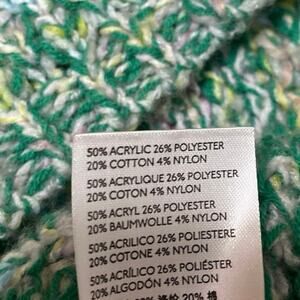 50% ACRYLIC 26% POLYESTER
20% COTTON 4% NYLON
50% ACRYLIQUE 26% POLYESTER
20% COTON 4% NYLON
50% ACRYL 26% POLYESTER
20% BAUMWOLLE 4% NYLON
50% ACRILICO 26% POLIESTERE
20% COTONE 4% NYLON
50% ACRÍLICO 26% POLIÉSTER
20% ALGODÓN 4% NYLON
20% 棉